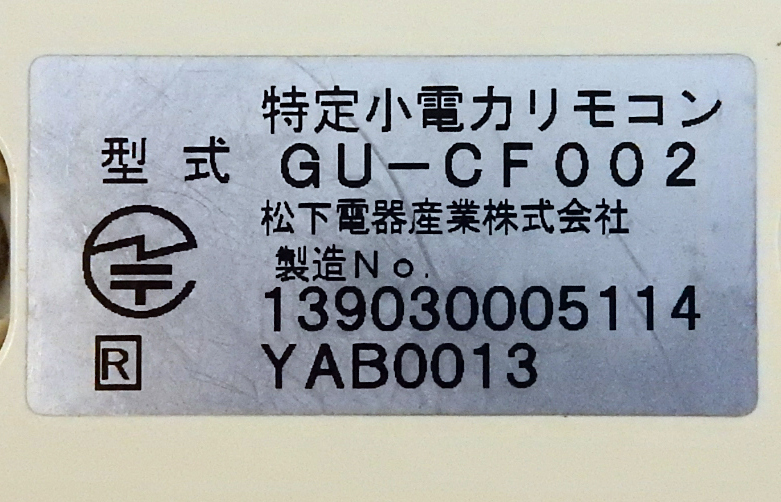 特定小電力リモコン
型式 GU-CF002
松下電器産業株式会社
製造No.
139030005114
R YAB0013